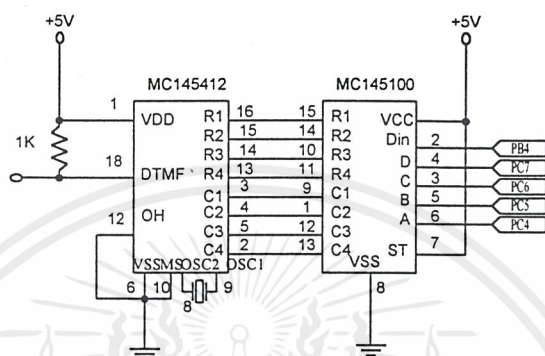 +5V
+5V
MC145412
MC145100
1
VDD
R1
16
15
R1
VCC
R2
15
14
R2
Din
2
PB4
1K
R3
14
10
R3
D
4
PC7
18
DTMF
R4
13
11
R4
C
3
PC6
C1
3
9
C1
B
5
PC5
12
OH
C2
4
1
C2
A
6
PC4
C3
5
12
C3
C4
2
13
C4
ST
7
VSS
MS
OSC2
OSC1
VSS
6
10
8
9
8